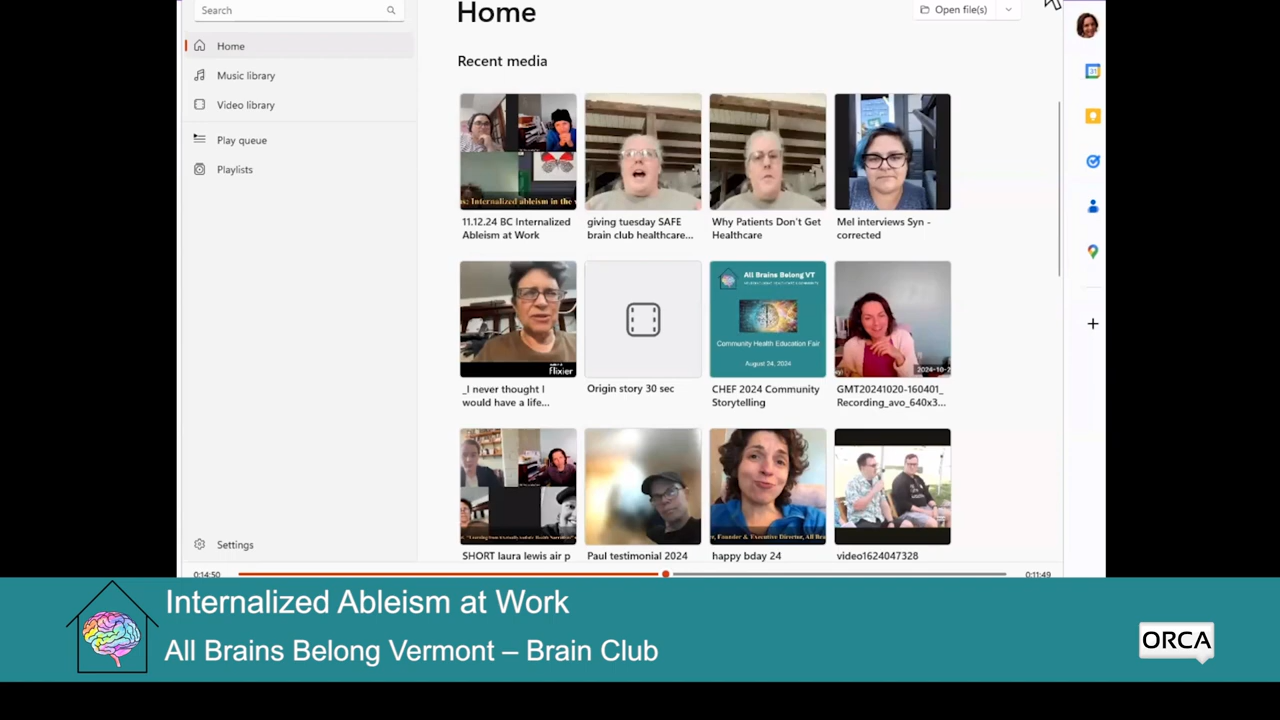 Search
Home
Open file(s)
Home
Music library
Video library
Play queue
Playlists
Settings
Recent media
11.12.24 BC Internalized
Ableism at Work
giving tuesday SAFE
brain club healthcare...
Why Patients Don't Get
Healthcare
Mel interviews Syn -
corrected
flixier
All Brains Belong VT
Community Health Education Fair
August 24, 2024
_I never thought I
would have a life...
Origin story 30 sec
CHEF 2024 Community
Storytelling
GMT20241020-160401_
Recording_avo_640x3...
SHORT laura lewis air p
Paul testimonial 2024
happy bday 24
video1624047328
0:14:50
0:11:49
31
Internalized Ableism at Work
All Brains Belong Vermont – Brain Club
ORCA